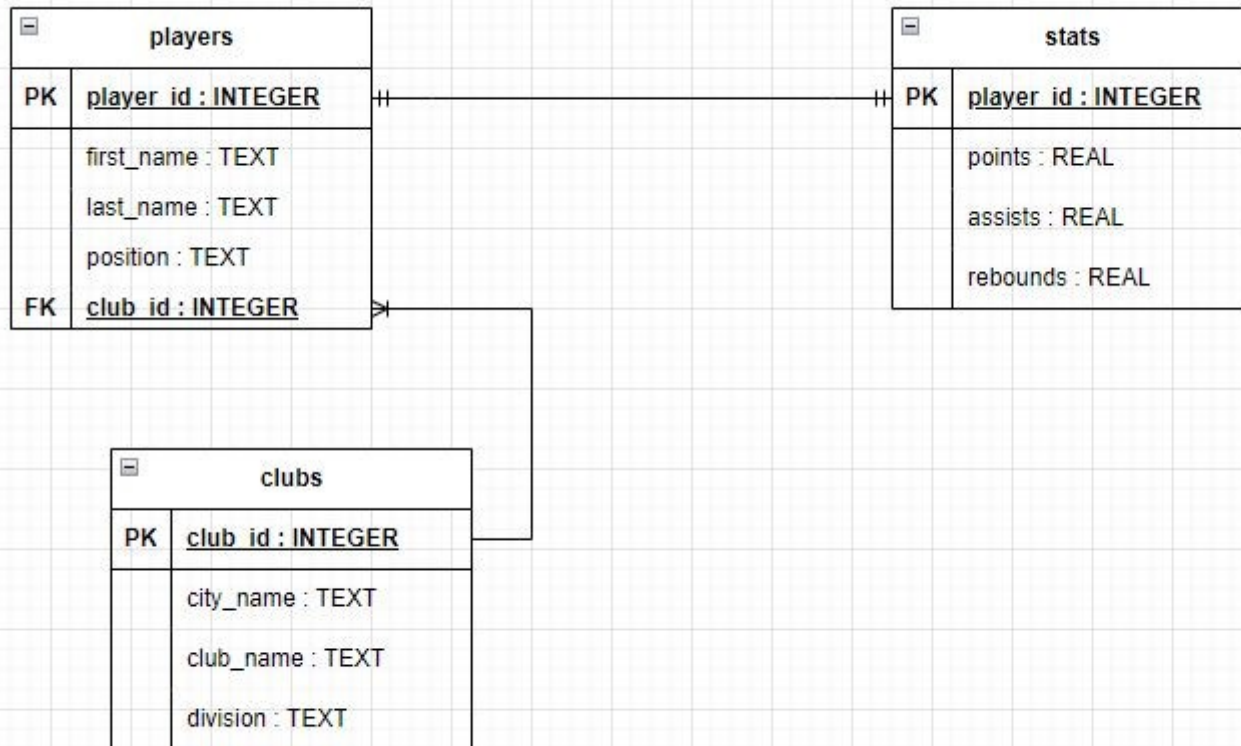 players
PK player_id : INTEGER
first_name : TEXT
last_name : TEXT
position : TEXT
FK club_id : INTEGER
stats
PK player_id : INTEGER
points : REAL
assists : REAL
rebounds : REAL
clubs
PK club_id : INTEGER
city_name : TEXT
club_name : TEXT
division : TEXT